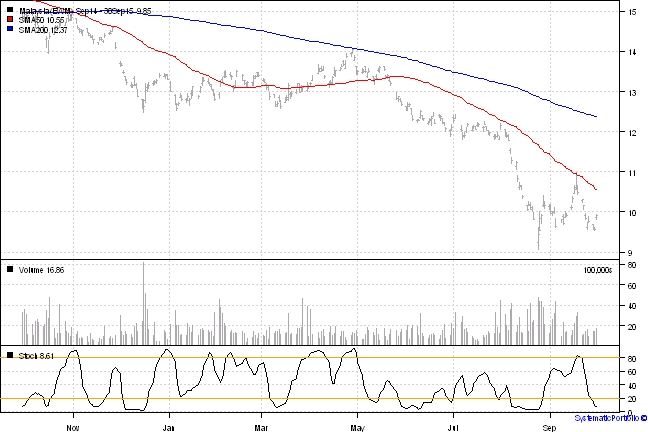 Malaysia(EWM) Sep14 - 30Sep15 9.85
SMA50 10.55
SMA200 12.37
15
14
13
12
11
10
9
Volume 16.86
100,000s
80
60
40
20
Stoch 8.61
80
60
40
20
0
Nov Jan Mar May Jul Sep
SystematicPortfolio ©